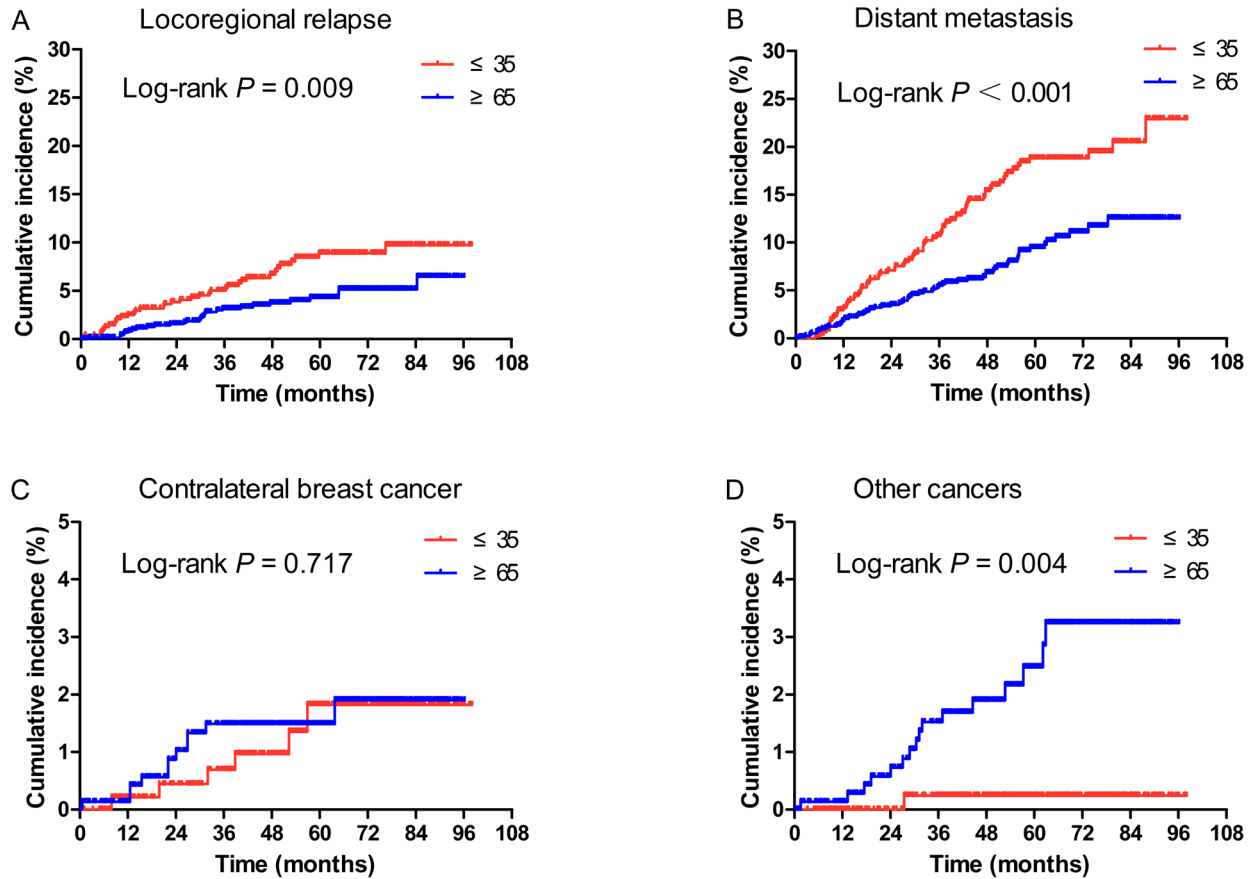 A
Locoregional relapse
Log-rank P = 0.009
≤ 35
≥ 65
Cumulative incidence (%)
30
25
20
15
10
5
0
0 12 24 36 48 60 72 84 96 108
Time (months)
B
Distant metastasis
Log-rank P < 0.001
≤ 35
≥ 65
Cumulative incidence (%)
30
25
20
15
10
5
0
0 12 24 36 48 60 72 84 96 108
Time (months)
C
Contralateral breast cancer
Log-rank P = 0.717
≤ 35
≥ 65
Cumulative incidence (%)
5
4
3
2
1
0
0 12 24 36 48 60 72 84 96 108
Time (months)
D
Other cancers
Log-rank P = 0.004
≤ 35
≥ 65
Cumulative incidence (%)
5
4
3
2
1
0
0 12 24 36 48 60 72 84 96 108
Time (months)